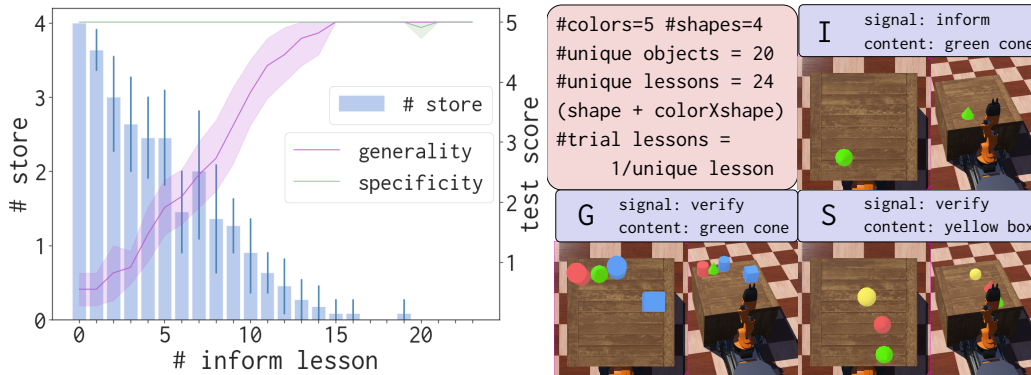 4
3
2
1
0
# store
0
5
10
15
20
# inform lesson
5
4
3
2
1
test score
# store
generality
specificity
#colors=5 #shapes=4
#unique objects = 20
#unique lessons = 24
(shape + colorXshape)
#trial lessons =
1/unique lesson
I
signal: inform
content: green cone
G
signal: verify
content: green cone
S
signal: verify
content: yellow box